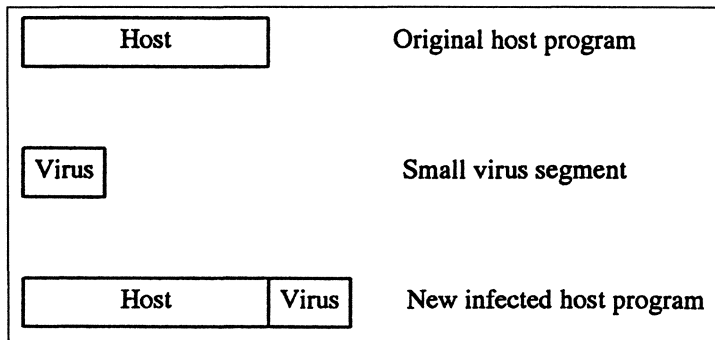 Host Original host program
Virus Small virus segment
Host Virus New infected host program